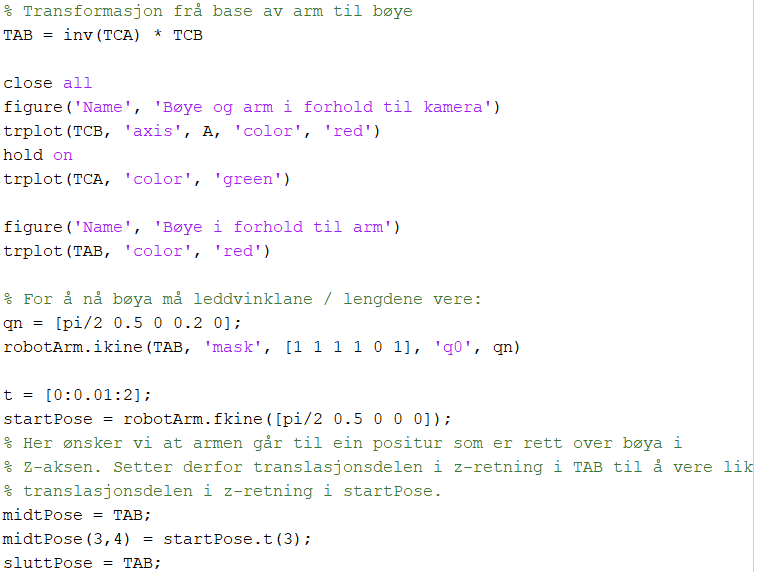 % Transformasjon frå base av arm til bøye
TAB = inv(TCA) * TCB
close all
figure('Name', 'Bøye og arm i forhold til kamera')
trplot(TCB, 'axis', A, 'color', 'red')
hold on
trplot(TCA, 'color', 'green')
figure('Name', 'Bøye i forhold til arm')
trplot(TAB, 'color', 'red')
% For å nå bøya må leddvinklane / lengdene vere:
qn = [pi/2 0.5 0 0.2 0];
robotArm.ikine(TAB, 'mask', [1 1 1 1 0 1], 'q0', qn)
t = [0:0.01:2];
startPose = robotArm.fkine([pi/2 0.5 0 0 0]);
% Her ønsker vi at armen går til ein positur som er rett over bøya i
% Z-aksen. Setter derfor translasjonsdelen i z-retning i TAB til å vere lik
% translasjonsdelen i z-retning i startPose.
midtPose = TAB;
midtPose(3,4) = startPose.t(3);
sluttPose = TAB;